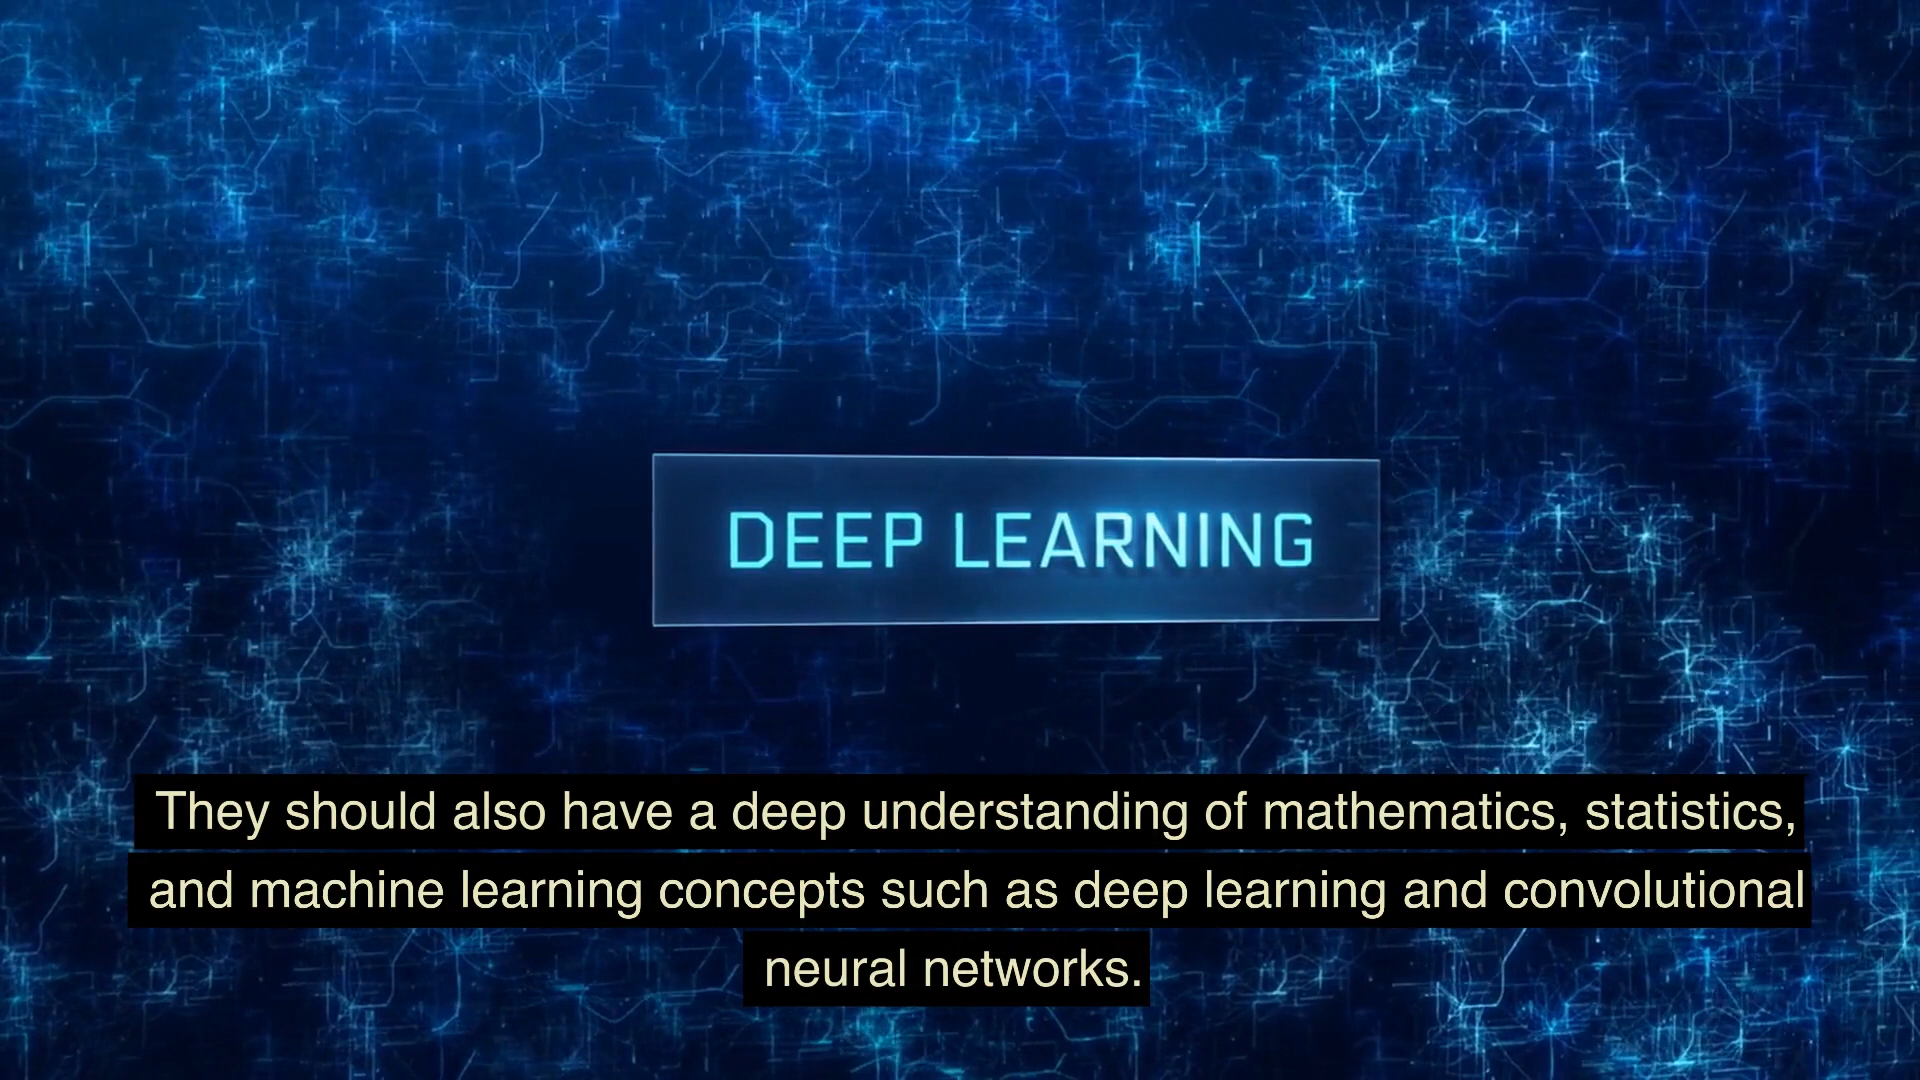 DEEP LEARNING
They should also have a deep understanding of mathematics, statistics,
and machine learning concepts such as deep learning and convolutional
neural networks.